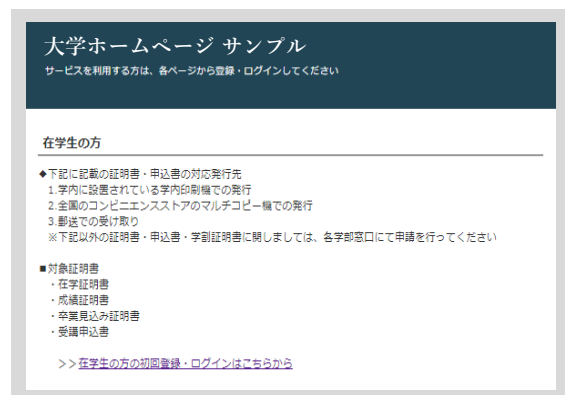 大学ホームページ サンプル
サービスを利用する方は、各ページから登録・ログインしてください
在学生の方
◆下記に記載の証明書・申込書の対応発行先
1.学内に設置されている学内印刷機での発行
2.全国のコンビニエンスストアのマルチコピー機での発行
3.郵送での受け取り
※下記以外の証明書・申込書・学割証明書に関しましては、各学部窓口にて申請を行ってください
■対象証明書
・在学証明書
・成績証明書
・卒業見込み証明書
・受講申込書
>>在学生の方の初回登録・ログインはこちらから